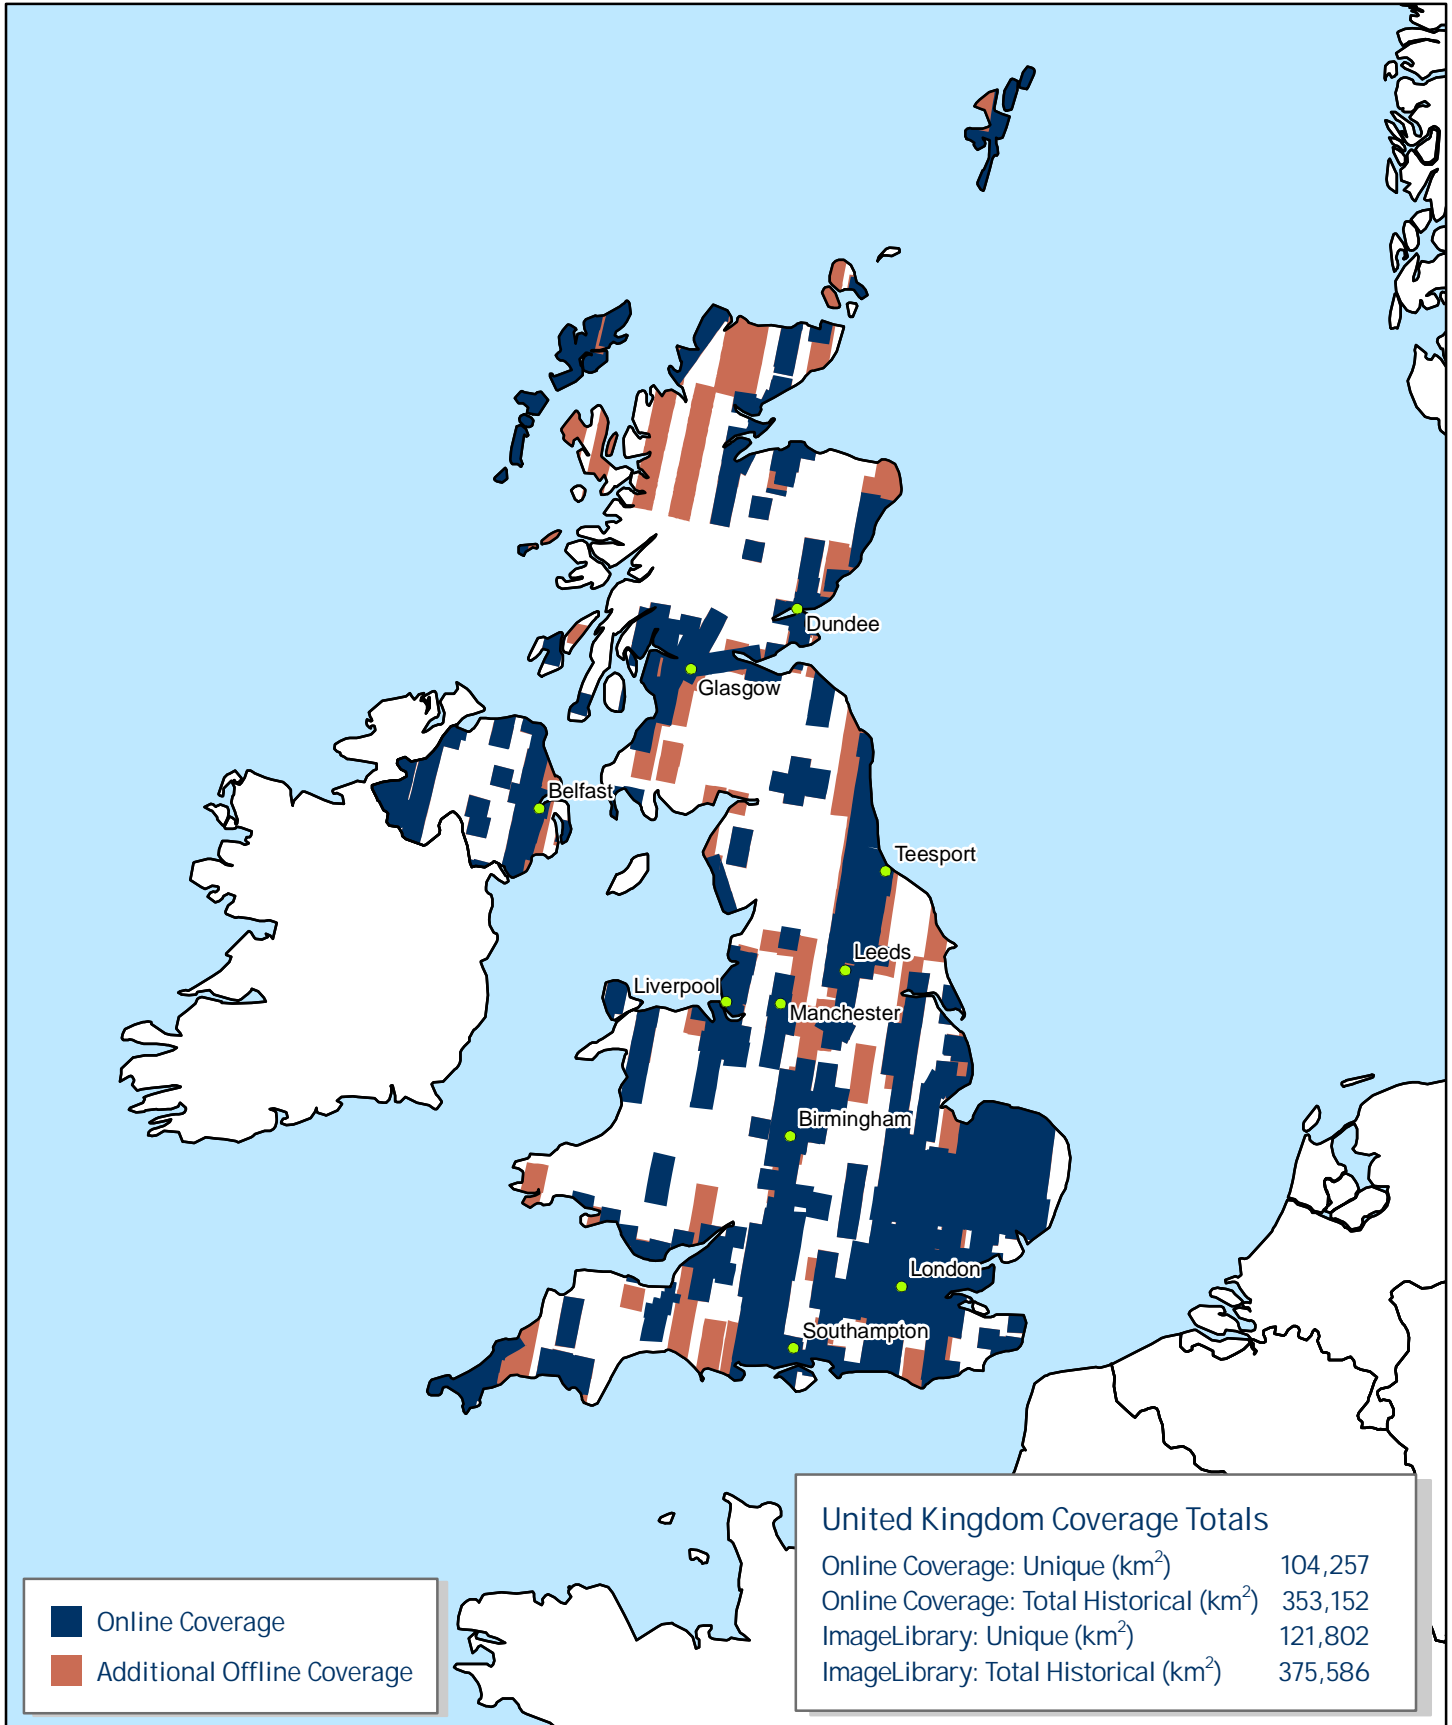 Dundee
Glasgow
Belfast
Teesport
Leeds
Liverpool
Manchester
Birmingham
London
Southampton
United Kingdom Coverage Totals
Online Coverage: Unique (km²) 104,257
Online Coverage: Total Historical (km²) 353,152
ImageLibrary: Unique (km²) 121,802
ImageLibrary: Total Historical (km²) 375,586
Online Coverage
Additional Offline Coverage